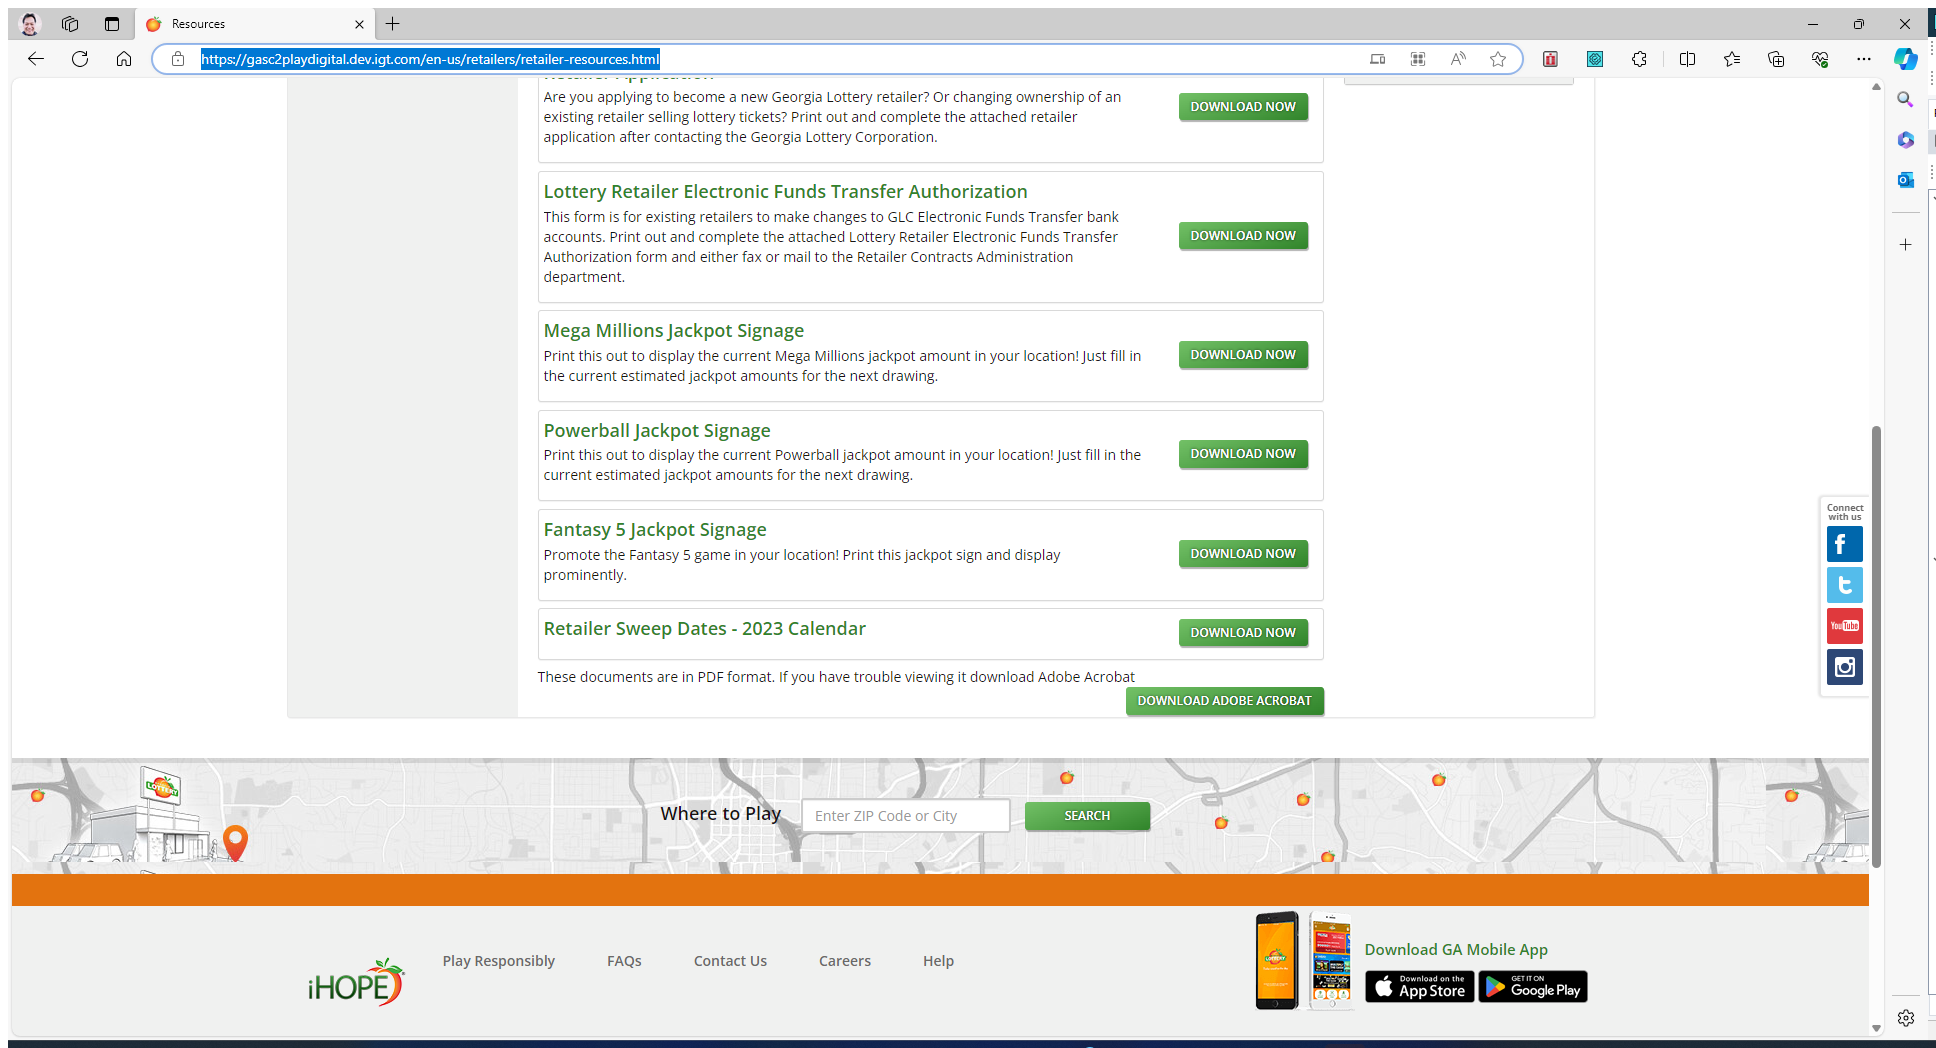 Resources
https://gasc2playdigital.dev.igt.com/en-us/retailers/retailer-resources.html
Retailer Application
Are you applying to become a new Georgia Lottery retailer? Or changing ownership of an
existing retailer selling lottery tickets? Print out and complete the attached retailer
application after contacting the Georgia Lottery Corporation.
DOWNLOAD NOW
Lottery Retailer Electronic Funds Transfer Authorization
This form is for existing retailers to make changes to GLC Electronic Funds Transfer bank
accounts. Print out and complete the attached Lottery Retailer Electronic Funds Transfer
Authorization form and either fax or mail to the Retailer Contracts Administration
department.
DOWNLOAD NOW
Mega Millions Jackpot Signage
Print this out to display the current Mega Millions jackpot amount in your location! Just fill in
the current estimated jackpot amounts for the next drawing.
DOWNLOAD NOW
Powerball Jackpot Signage
Print this out to display the current Powerball jackpot amount in your location! Just fill in the
current estimated jackpot amounts for the next drawing.
DOWNLOAD NOW
Fantasy 5 Jackpot Signage
Promote the Fantasy 5 game in your location! Print this jackpot sign and display
prominently.
DOWNLOAD NOW
Retailer Sweep Dates - 2023 Calendar
DOWNLOAD NOW
These documents are in PDF format. If you have trouble viewing it download Adobe Acrobat
DOWNLOAD ADOBE ACROBAT
Connect
with us
You Tube
LOTTERY
Where to Play
Enter ZIP Code or City
SEARCH
iHOPE
Play Responsibly
FAQs
Contact Us
Careers
Help
Download GA Mobile App
Download on the
App Store
GET IT ON
Google Play